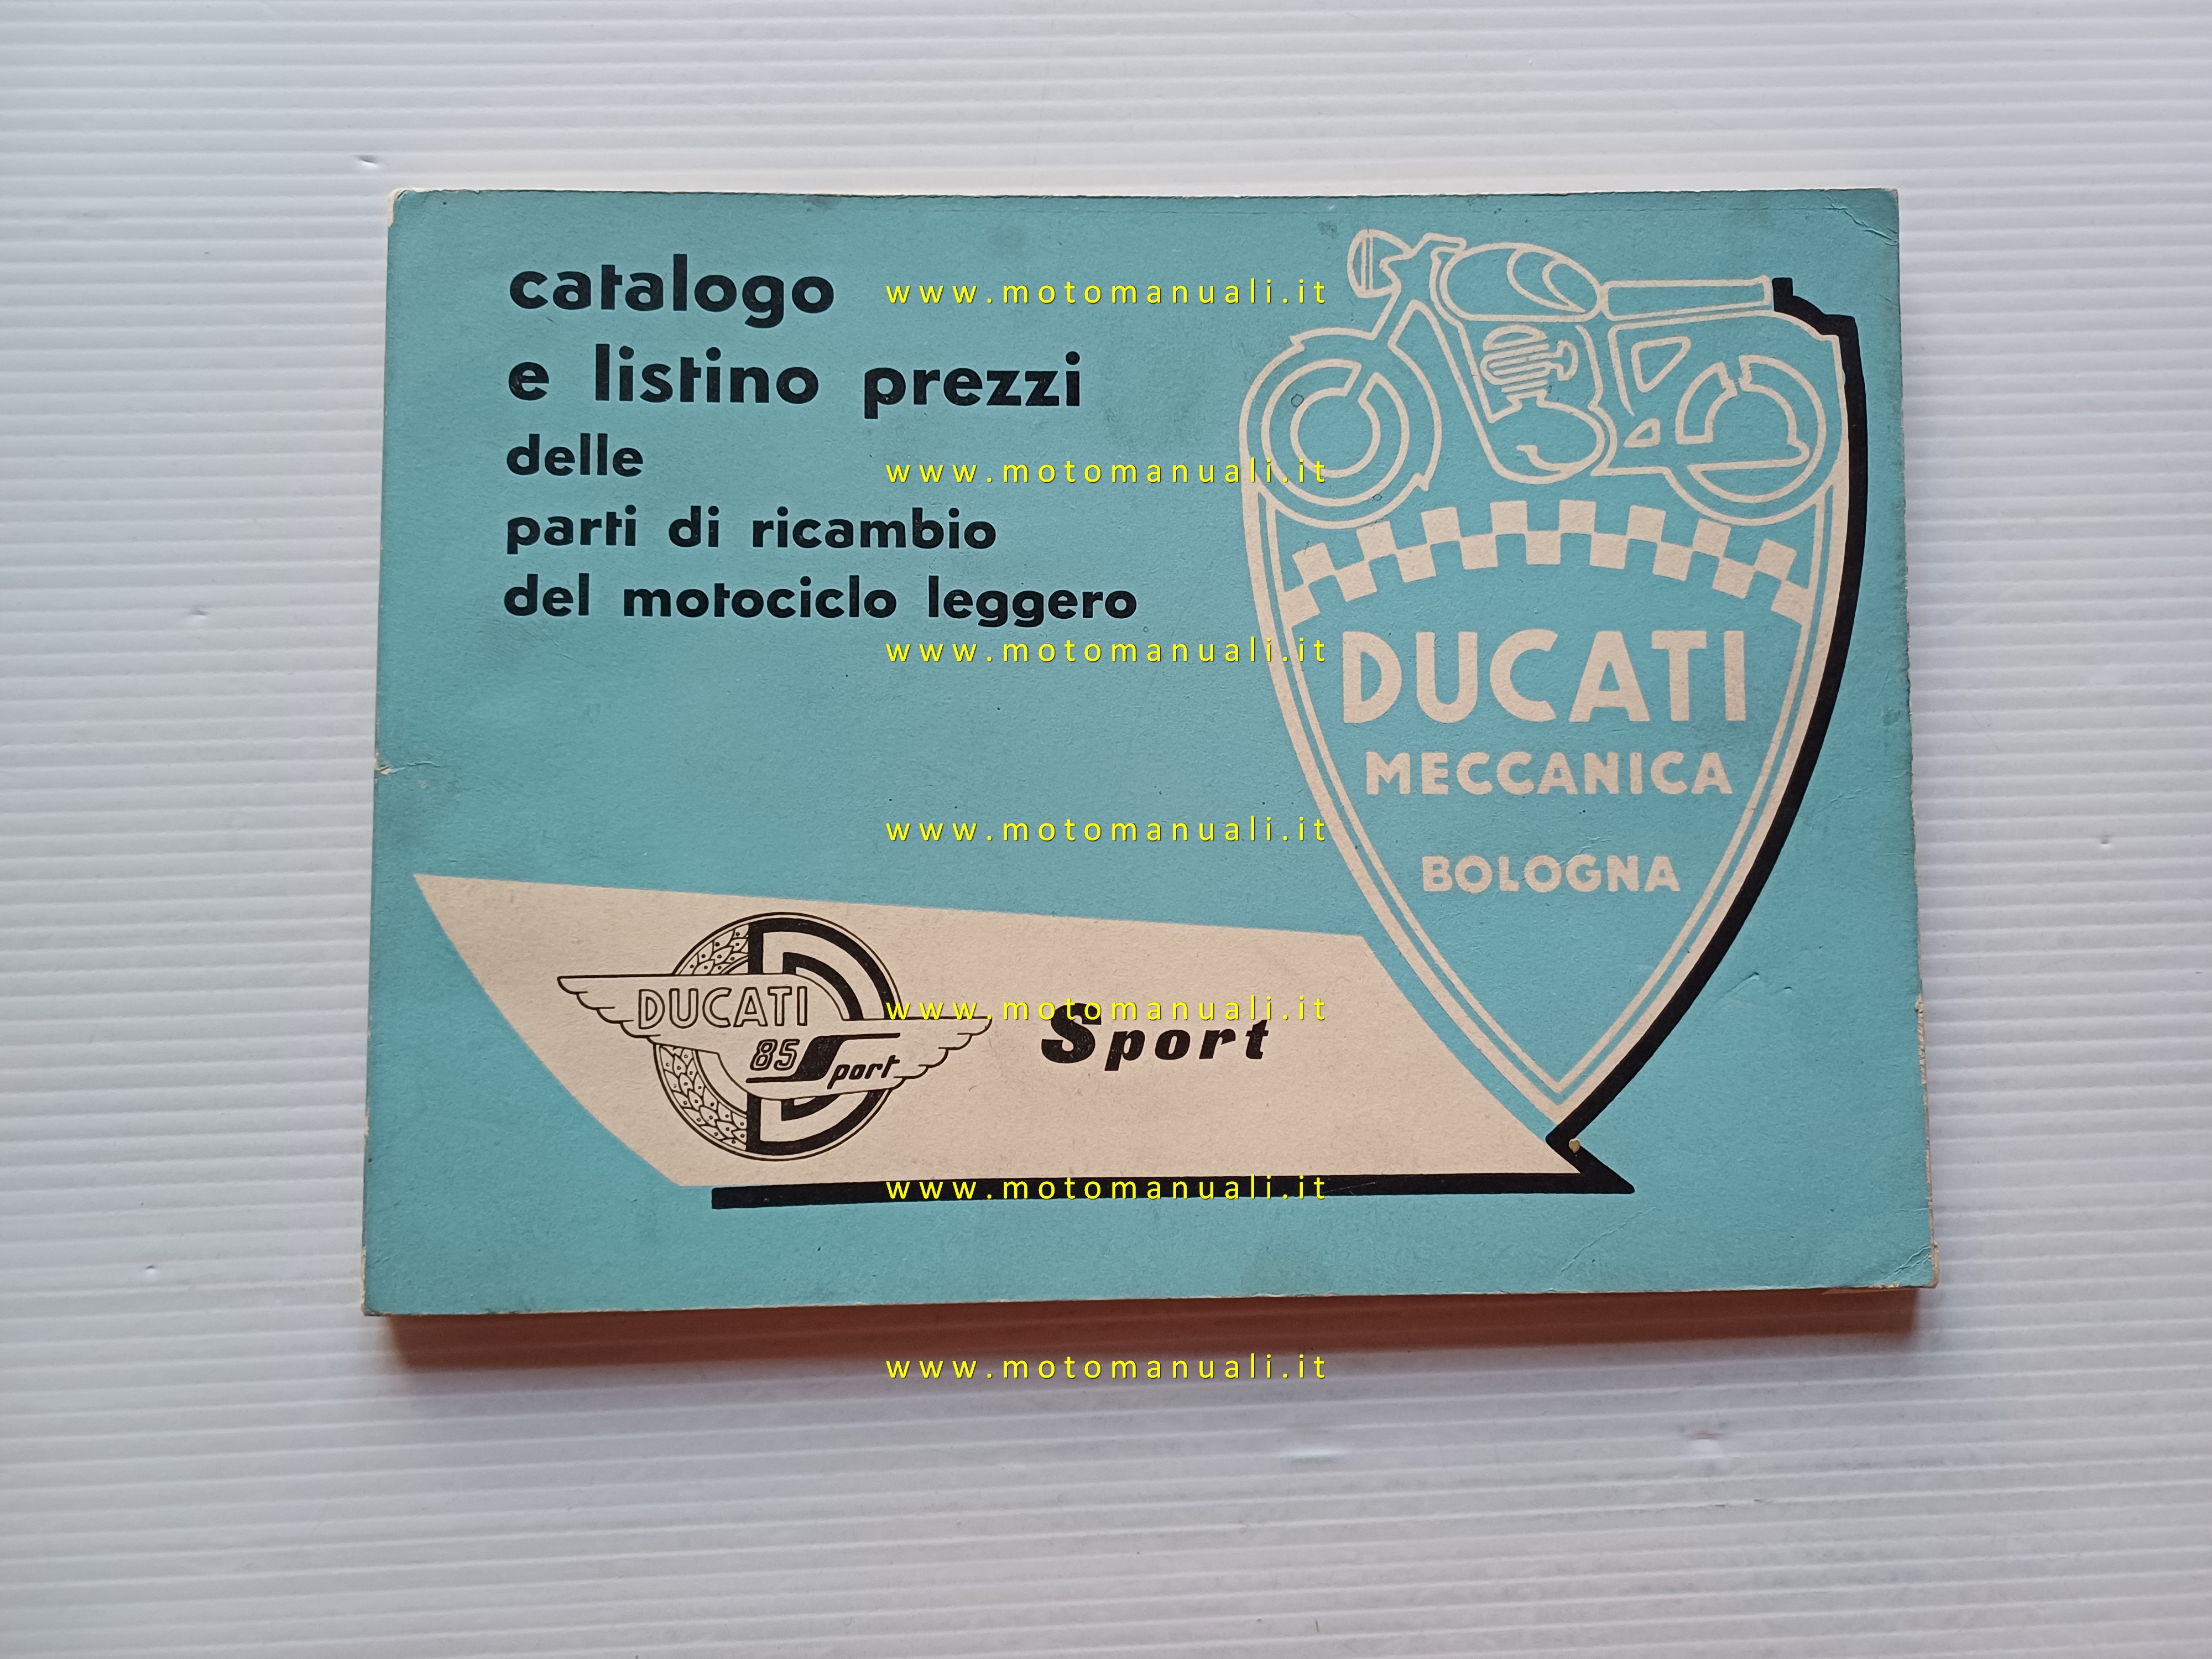 catalogo
e listino prezzi
delle
parti di ricambio
del motociclo leggero
DUCATI
MECCANICA
BOLOGNA
DUCATI
85 Sport
Sport
www.motomanuali.it
www.motomanuali.it
www.motomanuali.it
www.motomanuali.it
www.motomanuali.it
www.motomanuali.it
www.motomanuali.it